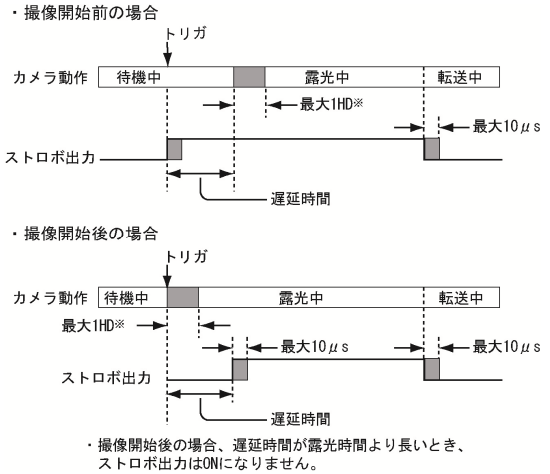 ・撮像開始前の場合
トリガ
カメラ動作 待機中 露光中 転送中
最大1HD※
最大10μs
ストロボ出力
遅延時間
・撮像開始後の場合
トリガ
カメラ動作 待機中 露光中 転送中
最大1HD※
最大10μs 最大10μs
ストロボ出力
遅延時間
・撮像開始後の場合、遅延時間が露光時間より長いとき、
ストロボ出力はONになりません。